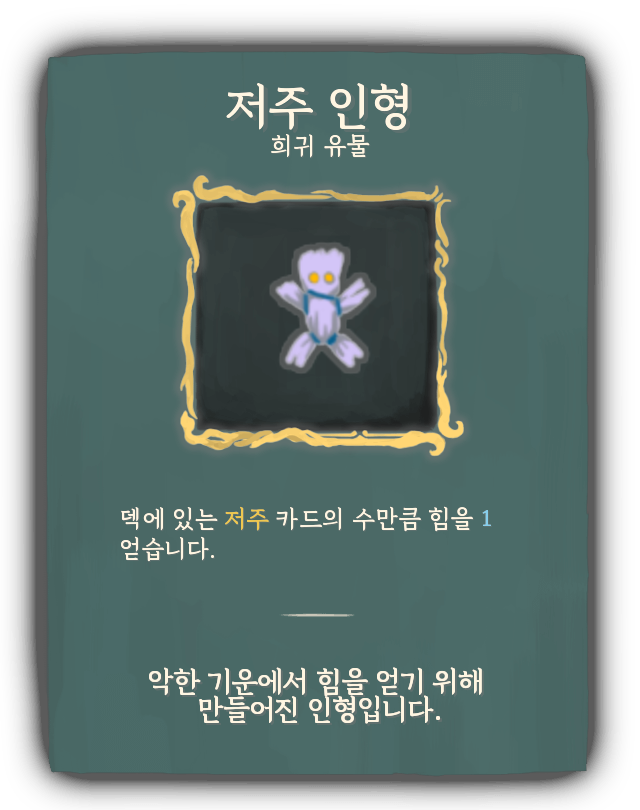 저주 인형
희귀 유물
덱에 있는 저주 카드의 수만큼 힘을 1
얻습니다.
악한 기운에서 힘을 얻기 위해
만들어진 인형입니다.